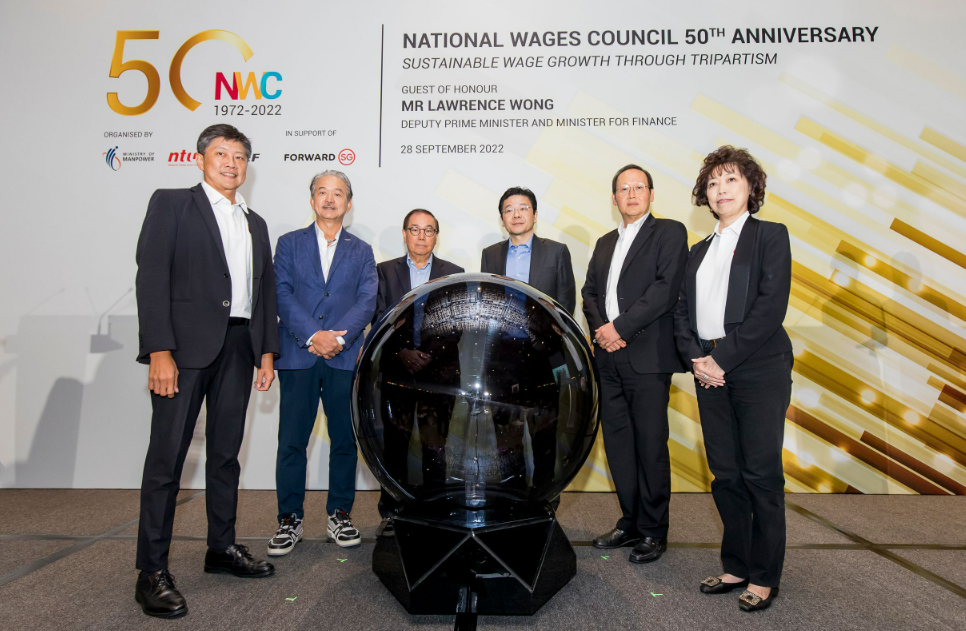 50
NWC
1972-2022
ORGANISED BY
MINISTRY OF
MANPOWER
IN SUPPORT OF
FORWARD SG
NATIONAL WAGES COUNCIL 50TH ANNIVERSARY
SUSTAINABLE WAGE GROWTH THROUGH TRIPARTISM
GUEST OF HONOUR
MR LAWRENCE WONG
DEPUTY PRIME MINISTER AND MINISTER FOR FINANCE
28 SEPTEMBER 2022